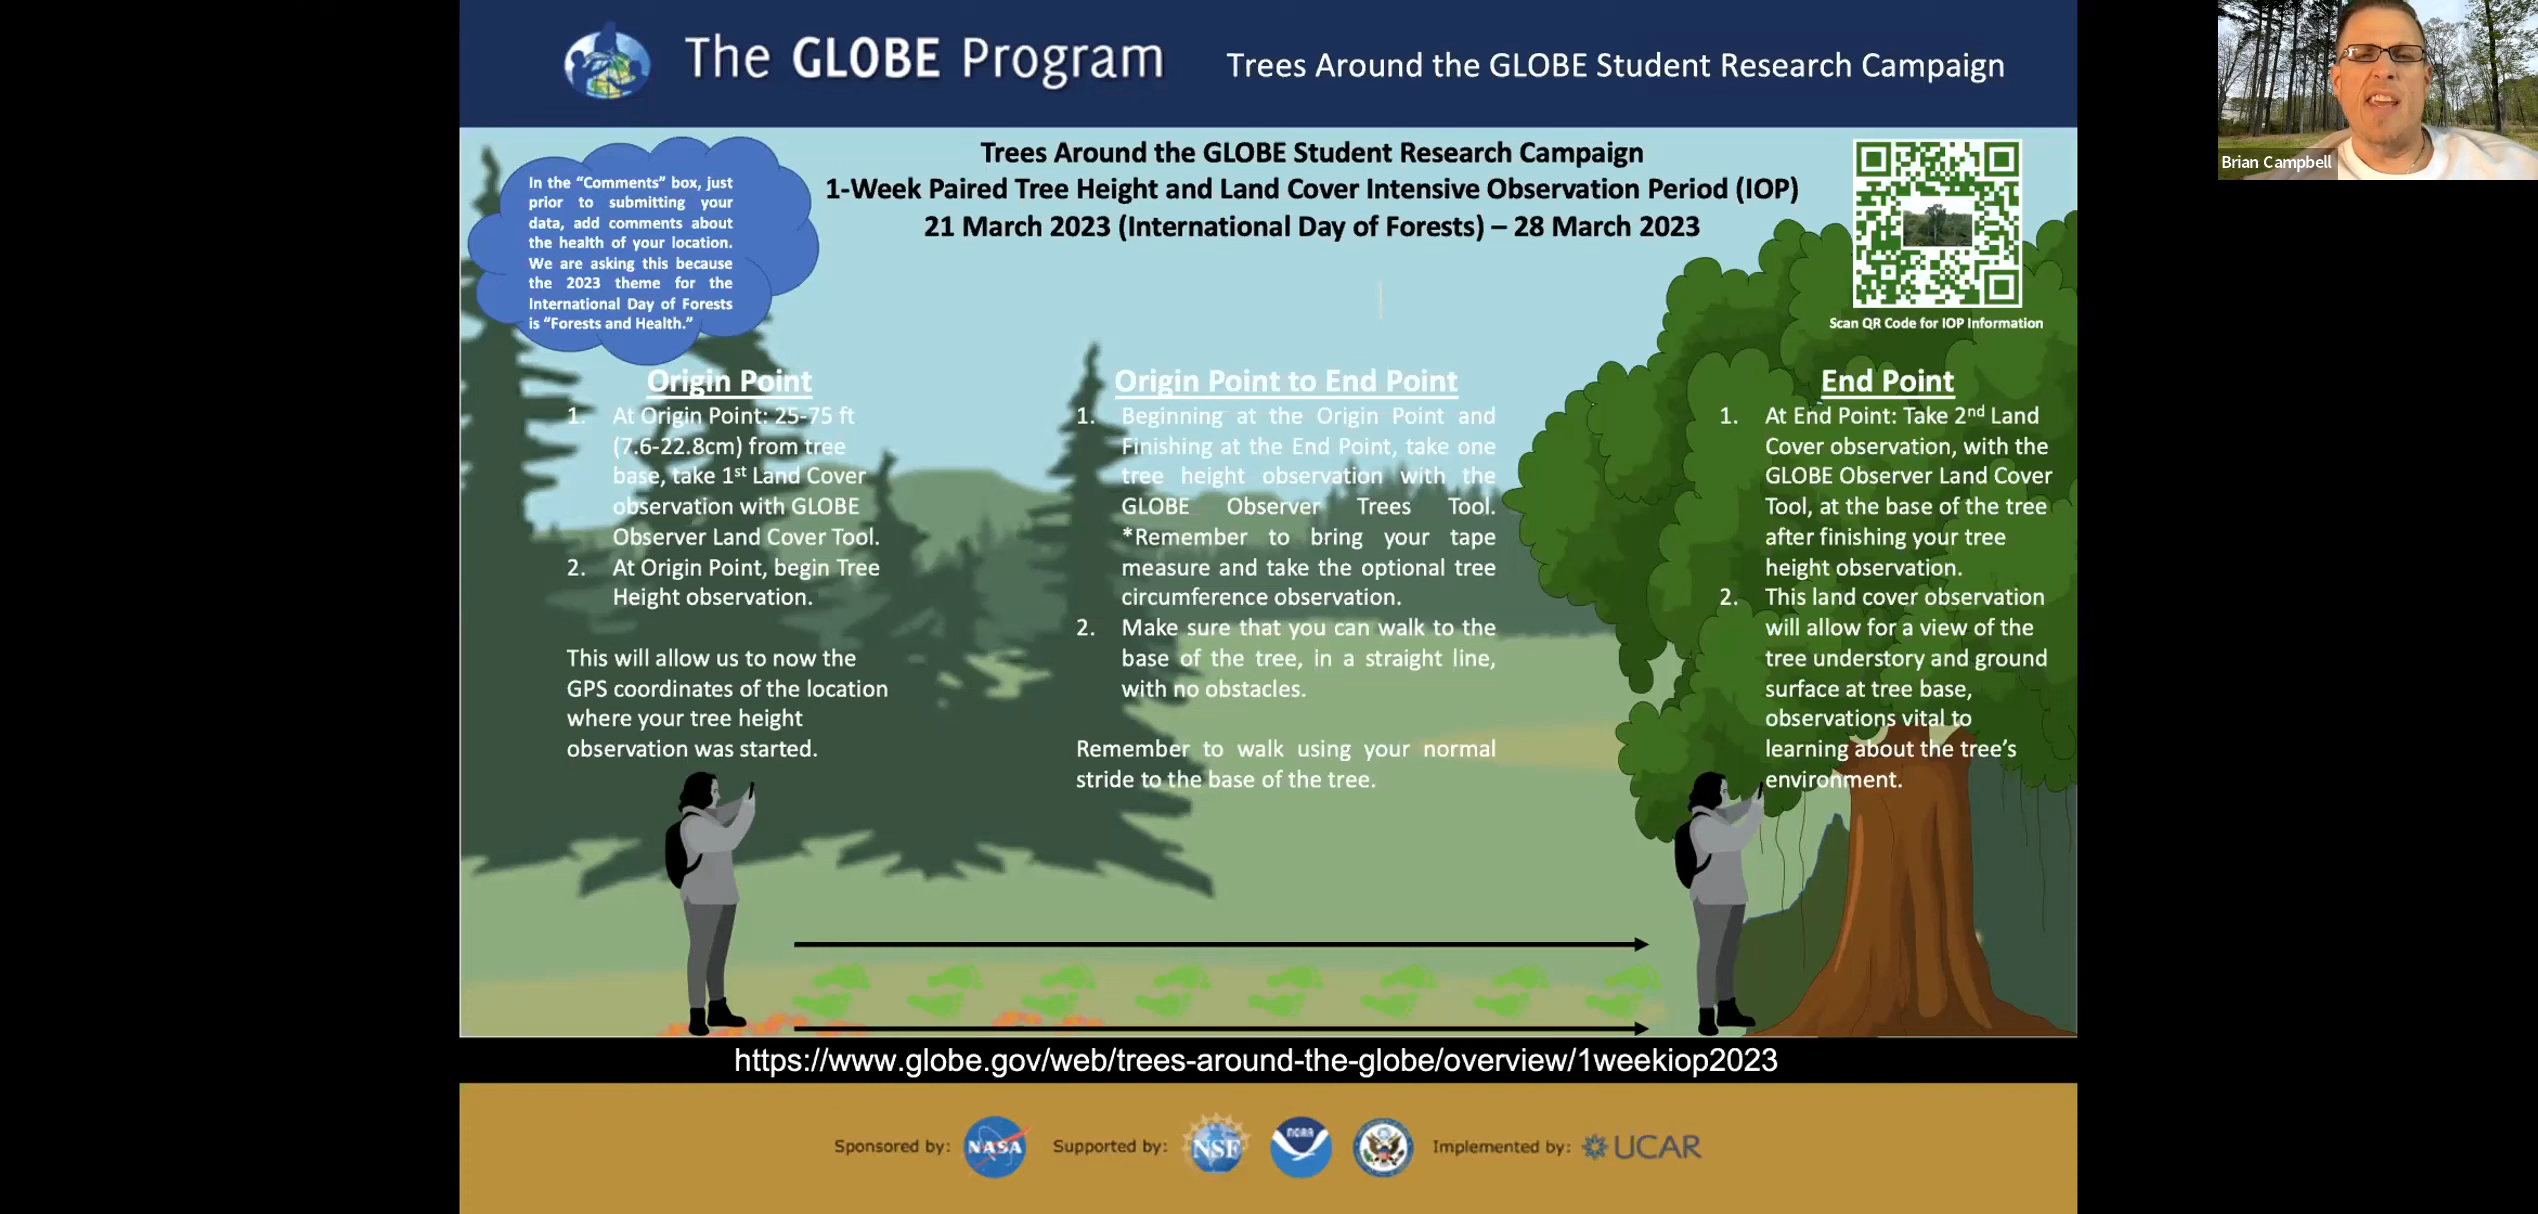 The GLOBE Program
Trees Around the GLOBE Student Research Campaign
Brian Campbell
Trees Around the GLOBE Student Research Campaign
1-Week Paired Tree Height and Land Cover Intensive Observation Period (IOP)
21 March 2023 (International Day of Forests) – 28 March 2023
In the “Comments” box, just
prior to submitting your
data, add comments about
the health of your location.
We are asking this because
the 2023 theme for the
International Day of Forests
is “Forests and Health.”
Scan QR Code for IOP Information
Origin Point
1. At Origin Point: 25-75 ft
(7.6-22.8cm) from tree
base, take 1st Land Cover
observation with GLOBE
Observer Land Cover Tool.
2. At Origin Point, begin Tree
Height observation.
This will allow us to now the
GPS coordinates of the location
where your tree height
observation was started.
Origin Point to End Point
1. Beginning at the Origin Point and
Finishing at the End Point, take one
tree height observation with the
GLOBE Observer Trees Tool.
*Remember to bring your tape
measure and take the optional tree
circumference observation.
2. Make sure that you can walk to the
base of the tree, in a straight line,
with no obstacles.
Remember to walk using your normal
stride to the base of the tree.
End Point
1. At End Point: Take 2nd Land
Cover observation, with the
GLOBE Observer Land Cover
Tool, at the base of the tree
after finishing your tree
height observation.
2. This land cover observation
will allow for a view of the
tree understory and ground
surface at tree base,
observations vital to
learning about the tree’s
environment.
https://www.globe.gov/web/trees-around-the-globe/overview/1weekiop2023
Sponsored by: NASA Supported by: NSF NOAA Implemented by: UCAR